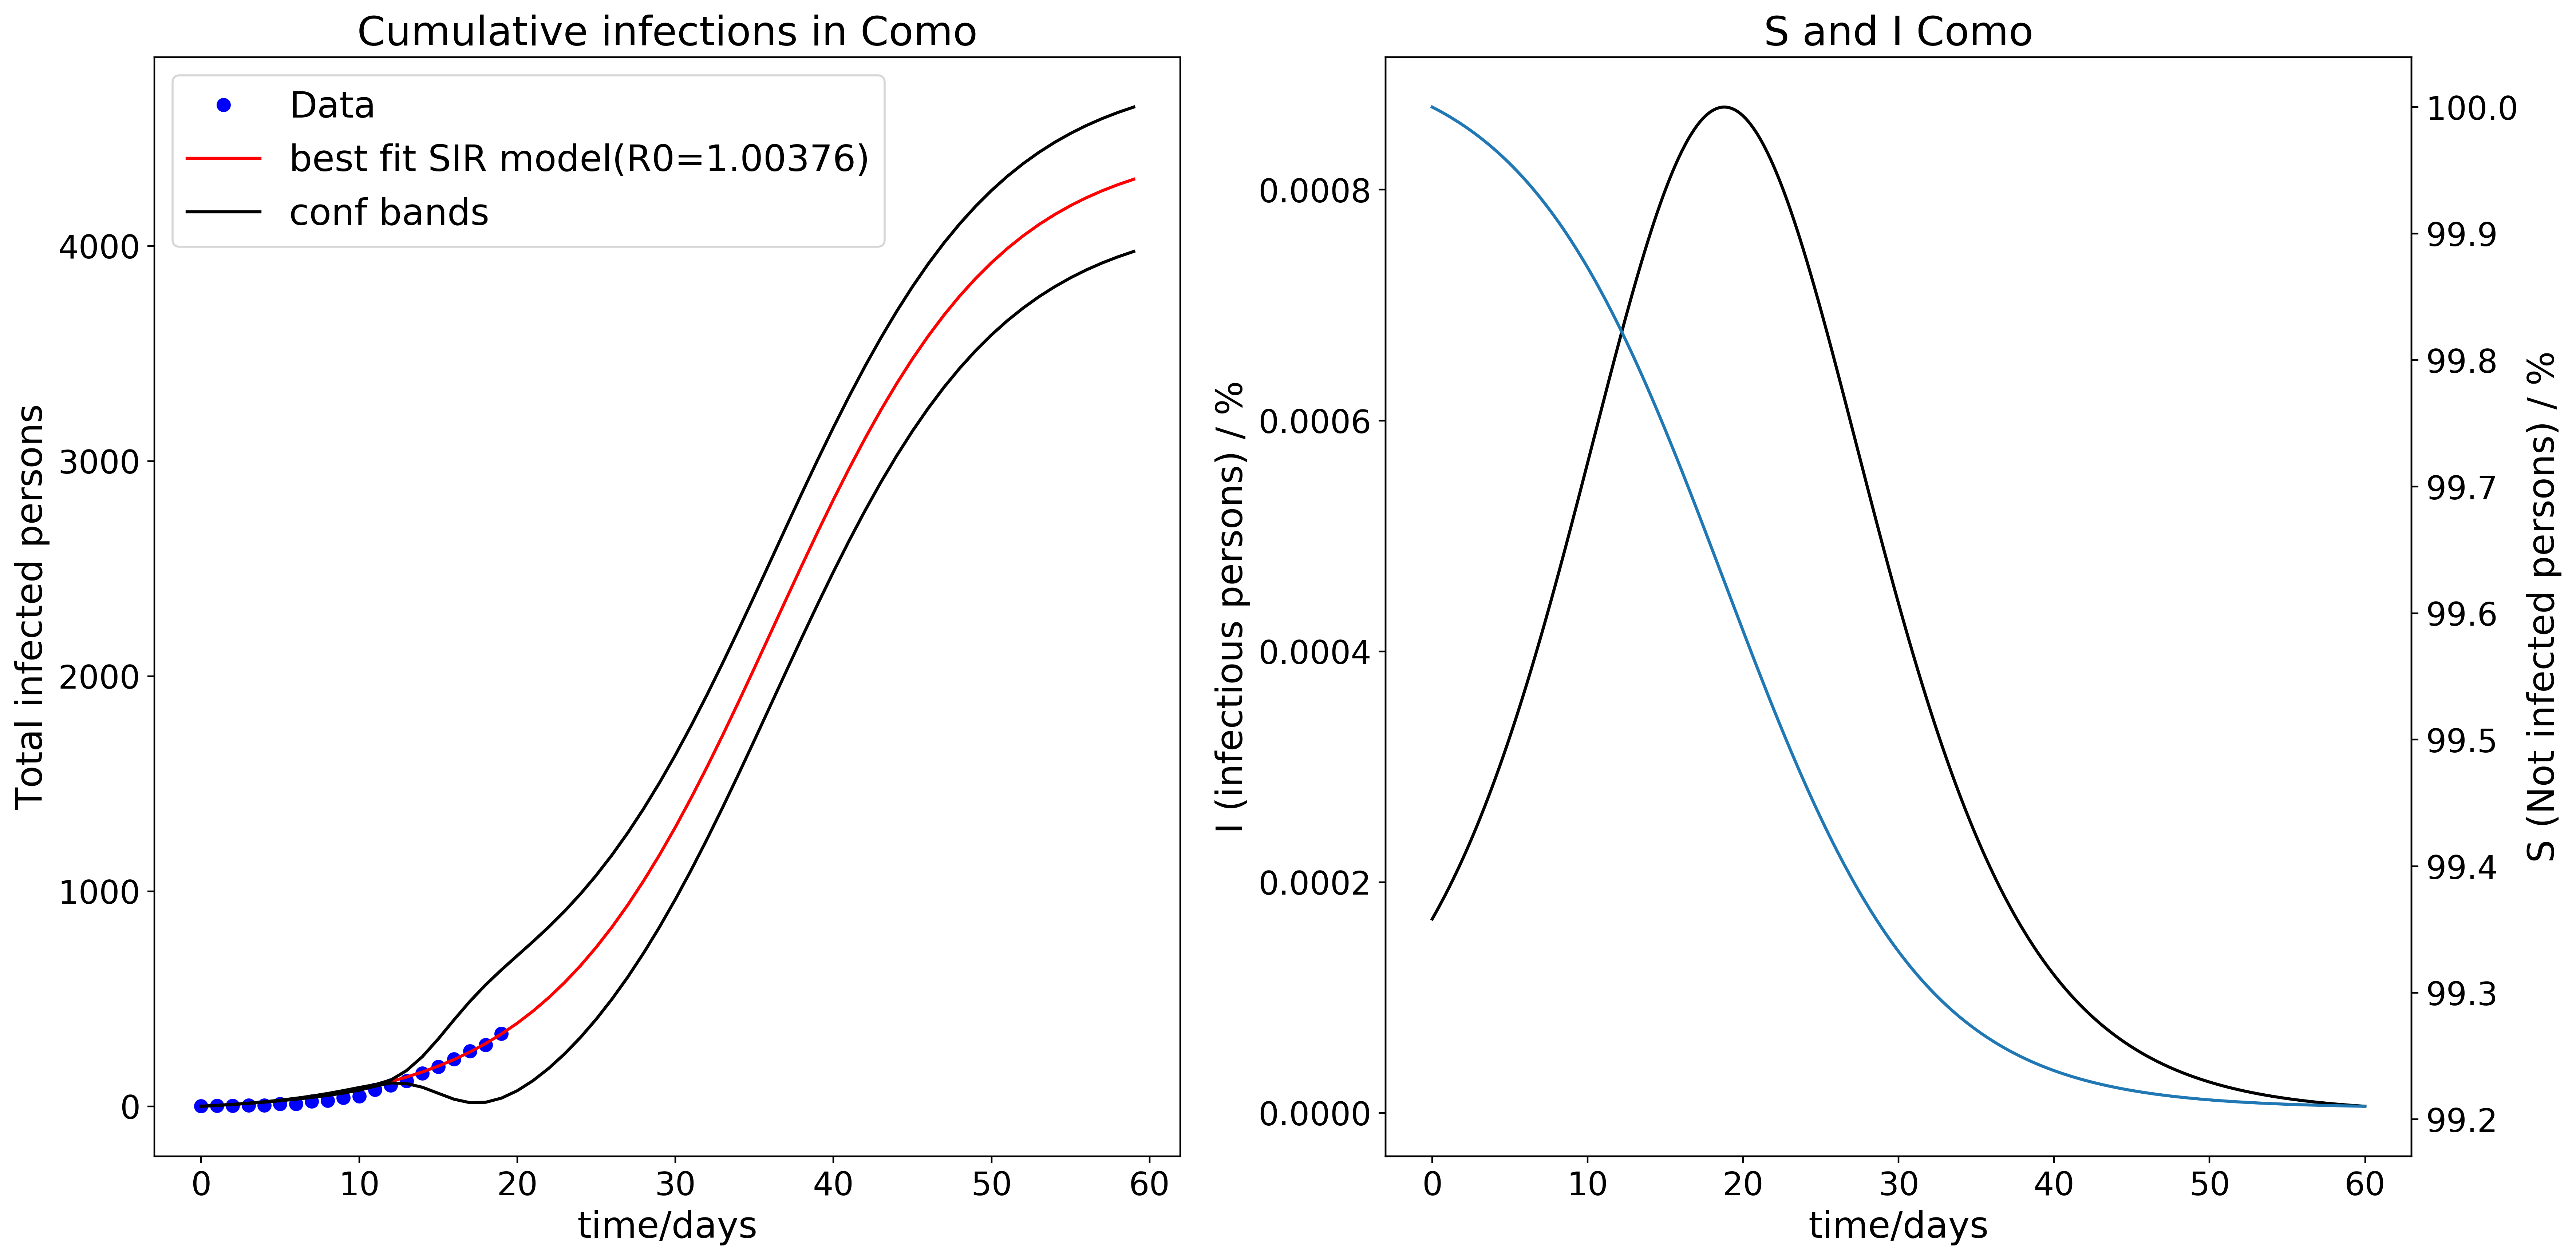 Cumulative infections in Como
Data
best fit SIR model(R0=1.00376)
conf bands
Total infected persons
4000
3000
2000
1000
0
0 10 20 30 40 50 60
time/days
S and I Como
I (infectious persons) / %
0.0008
0.0006
0.0004
0.0002
0.0000
100.0
99.9
99.8
99.7
99.6
99.5
99.4
99.3
99.2
S (Not infected persons) / %
0 10 20 30 40 50 60
time/days